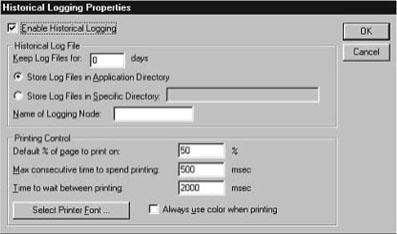 Historical Logging Properties
Enable Historical Logging
OK
Cancel
Historical Log File
Keep Log Files for: 0 days
Store Log Files in Application Directory
Store Log Files in Specific Directory:
Name of Logging Node:
Printing Control
Default % of page to print on: 50 %
Max consecutive time to spend printing: 500 msec
Time to wait between printing: 2000 msec
Select Printer Font ...
Always use color when printing